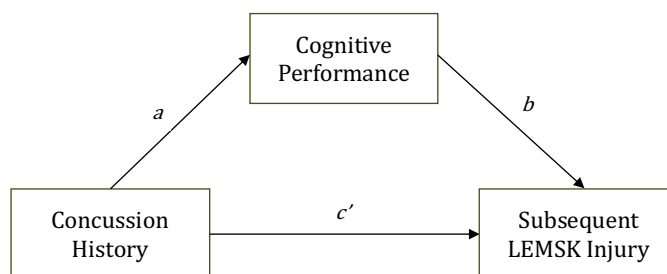 Cognitive
Performance
a
b
c’
Concussion
History
Subsequent
LEMSK Injury